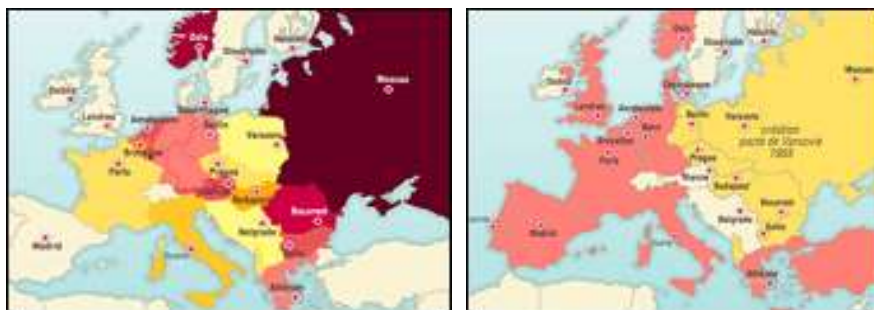 Oslo
Stockholm
Helsinki
Moscou
Dublin
Londres
Copenhague
Amsterdam
Berlin
Varsovie
Bruxelles
Paris
Prague
Budapest
Bucarest
Belgrade
Sofia
Madrid
Athènes
Oslo
Stockholm
Helsinki
Moscou
Dublin
Londres
Copenhague
Amsterdam
Berlin
Varsovie
création
pacte de Varsovie
1955
Bruxelles
Bonn
Paris
Prague
Vienne
Budapest
Bucarest
Belgrade
Sofia
Madrid
Rome
Athènes